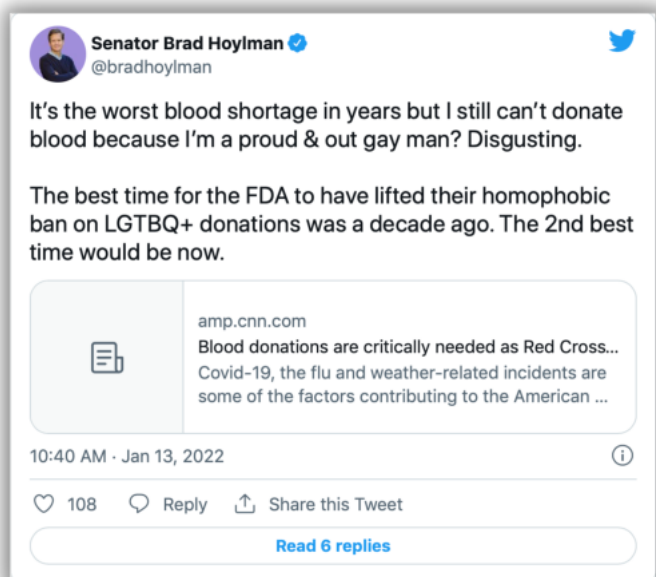 Senator Brad Hoylman
@bradhoylman
It's the worst blood shortage in years but I still can't donate
blood because I'm a proud & out gay man? Disgusting.
The best time for the FDA to have lifted their homophobic
ban on LGTBQ+ donations was a decade ago. The 2nd best
time would be now.
amp.cnn.com
Blood donations are critically needed as Red Cross...
Covid-19, the flu and weather-related incidents are
some of the factors contributing to the American ...
10:40 AM · Jan 13, 2022
108 Reply Share this Tweet
Read 6 replies